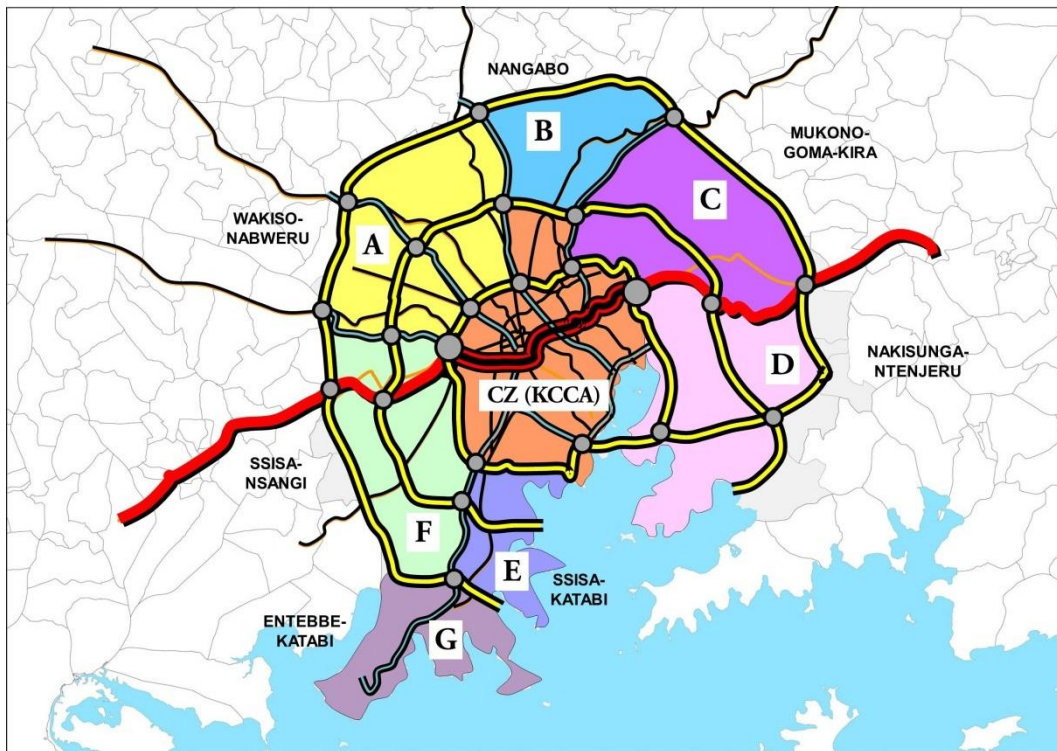 NANGABO
B
MUKONO-
GOMA-KIRA
C
WAKISO-
NABWERU
A
D
NAKISUNGA-
NTENJERU
CZ (KCCA)
SSISA-
NSANGI
F
E
SSISA-
KATABI
ENTEBBE-
KATABI
G